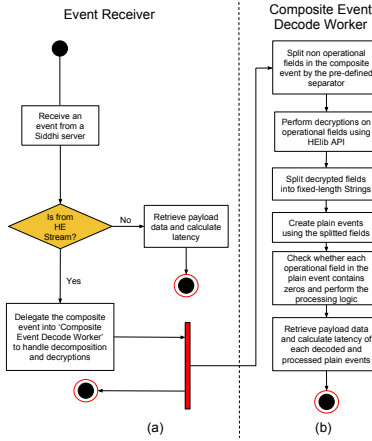 Event Receiver
Receive an
event from a
Siddhi server
Is from
HE
Stream?
No
Retrieve payload
data and calculate
latency
Yes
Delegate the composite
event into 'Composite
Event Decode Worker'
to handle decomposition
and decryptions
(a)
Composite Event
Decode Worker
Split non operational
fields in the composite
event by the pre-defined
separator
Perform decryptions on
operational fields using
HElib API
Split decrypted fields
into fixed-length Strings
Create plain events
using the splitted fields
Check whether each
operational field in the
plain event contains
zeros and perform the
processing logic
Retrieve payload data
and calculate latency of
each decoded and
processed plain events
(b)